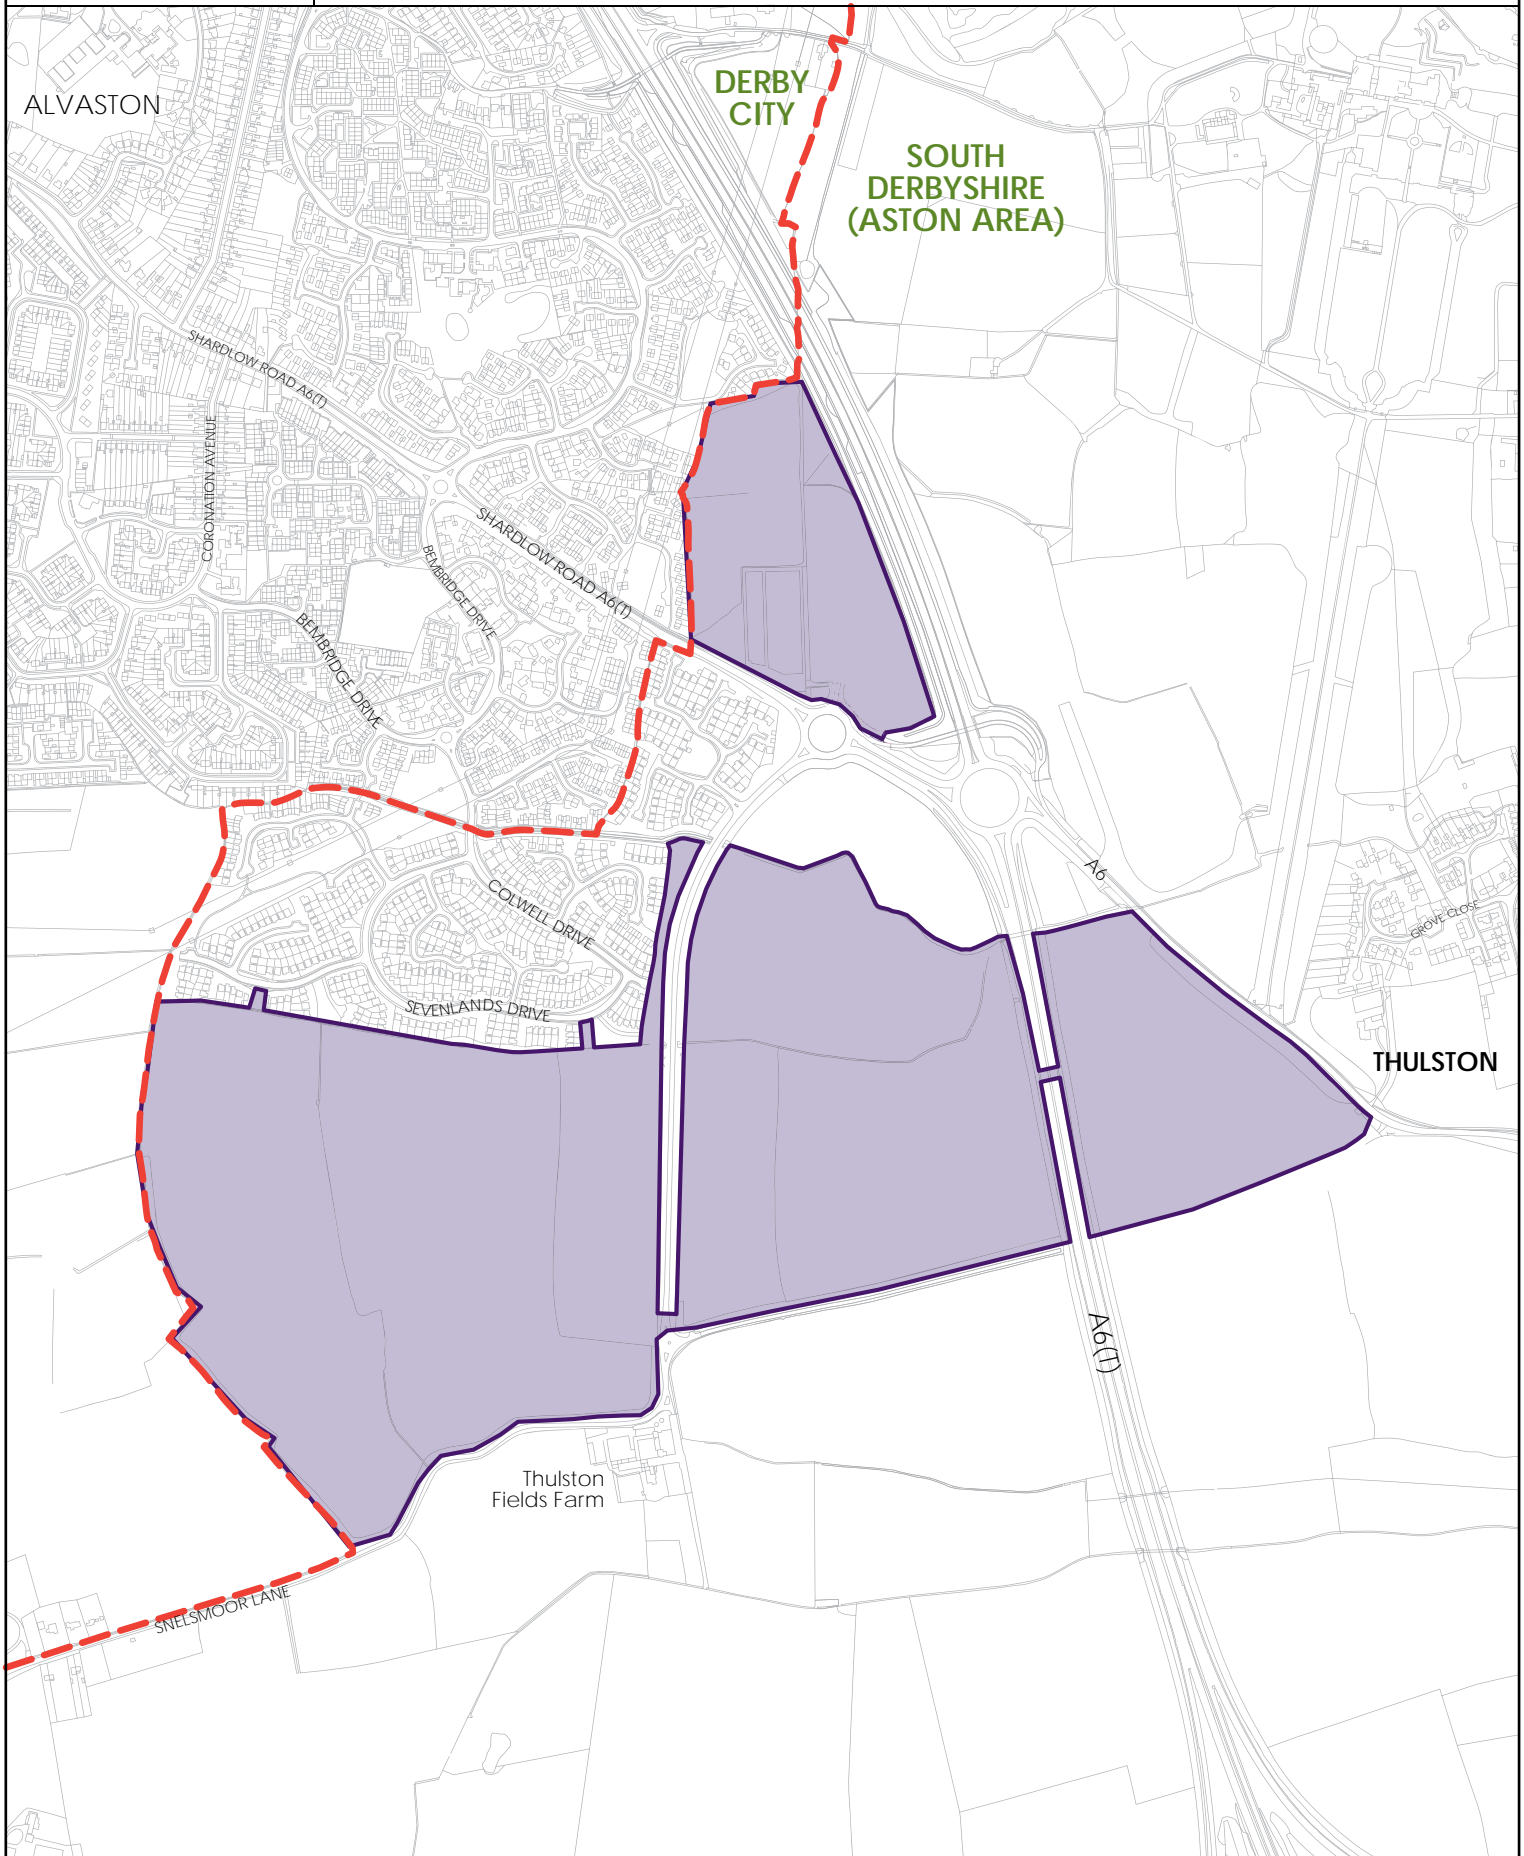 DERBY
CITY
ALVASTON
SOUTH
DERBYSHIRE
(ASTON AREA)
SHARDLOW ROAD A6(T)
CORONATION AVENUE
SHARDLOW ROAD A6(T)
BEMBRIDGE DRIVE
BEMBRIDGE DRIVE
A6
COLWELL DRIVE
GROVE CLOSE
SEVENLANDS DRIVE
THULSTON
A6(T)
Thulston
Fields Farm
SNELSMOOR LANE